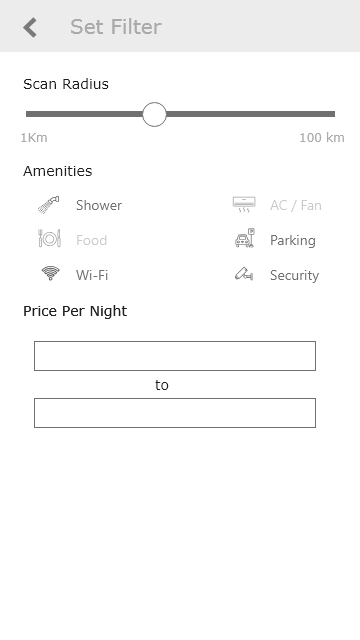 Set Filter
Scan Radius
1Km 100 km
Amenities
Shower AC / Fan
Food Parking
Wi-Fi Security
Price Per Night
to